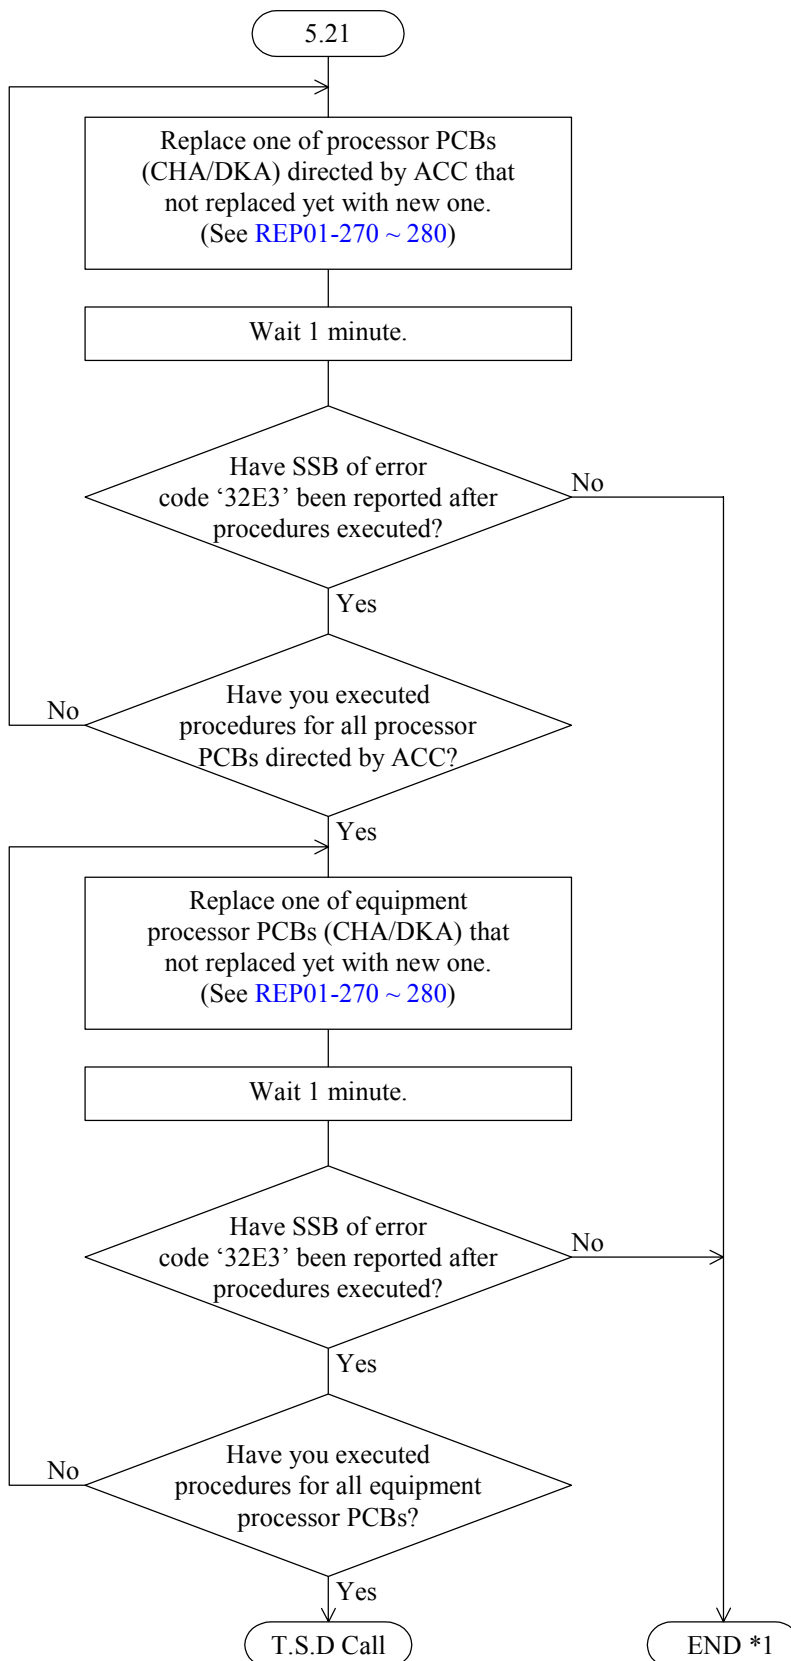 5.21
Replace one of processor PCBs
(CHA/DKA) directed by ACC that
not replaced yet with new one.
(See REP01-270 ~ 280)
Wait 1 minute.
Have SSB of error
code ‘32E3’ been reported after
procedures executed?
No
Yes
Have you executed
procedures for all processor
PCBs directed by ACC?
No
Yes
Replace one of equipment
processor PCBs (CHA/DKA) that
not replaced yet with new one.
(See REP01-270 ~ 280)
Wait 1 minute.
Have SSB of error
code ‘32E3’ been reported after
procedures executed?
No
Yes
Have you executed
procedures for all equipment
processor PCBs?
No
Yes
T.S.D Call
END *1